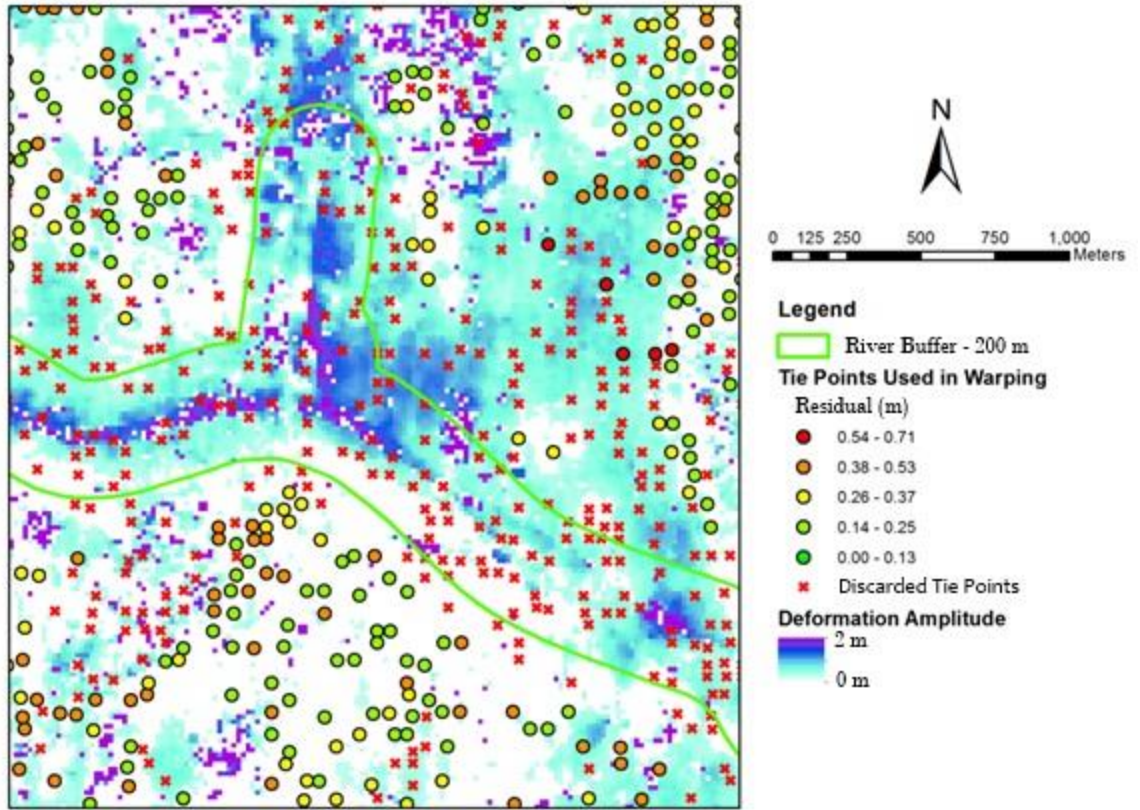 N
0 125 250 500 750 1,000
Meters
Legend
River Buffer - 200 m
Tie Points Used in Warping
Residual (m)
0.54 - 0.71
0.38 - 0.53
0.26 - 0.37
0.14 - 0.25
0.00 - 0.13
Discarded Tie Points
Deformation Amplitude
2 m
0 m